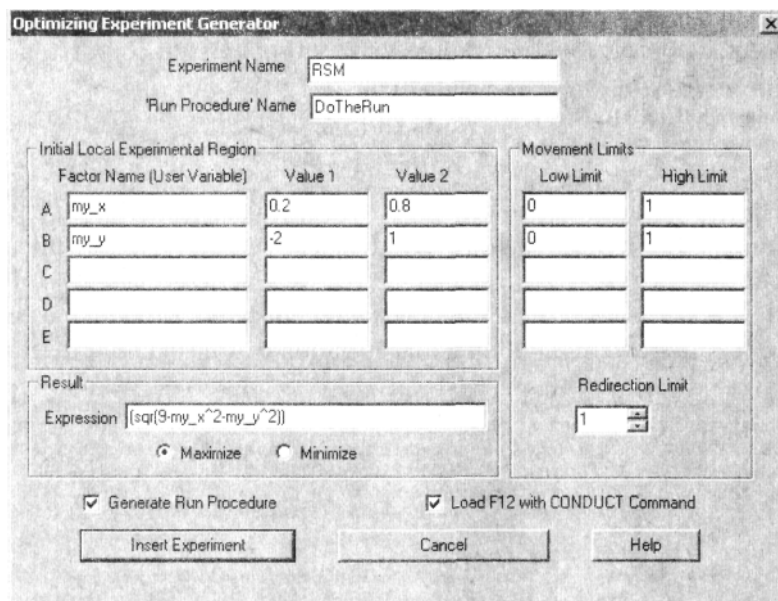 Optimizing Experiment Generator
Experiment Name RSM
'Run Procedure' Name DoTheRun
Initial Local Experimental Region
Movement Limits
Factor Name (User Variable) Value 1 Value 2 Low Limit High Limit
A my_x 0.2 0.8 0 1
B my_y -2 1 0 1
C
D
E
Result
Expression (sqr(9-my_x^2-my_y^2))
Maximize Minimize
Redirection Limit
1
Generate Run Procedure Load F12 with CONDUCT Command
Insert Experiment Cancel Help